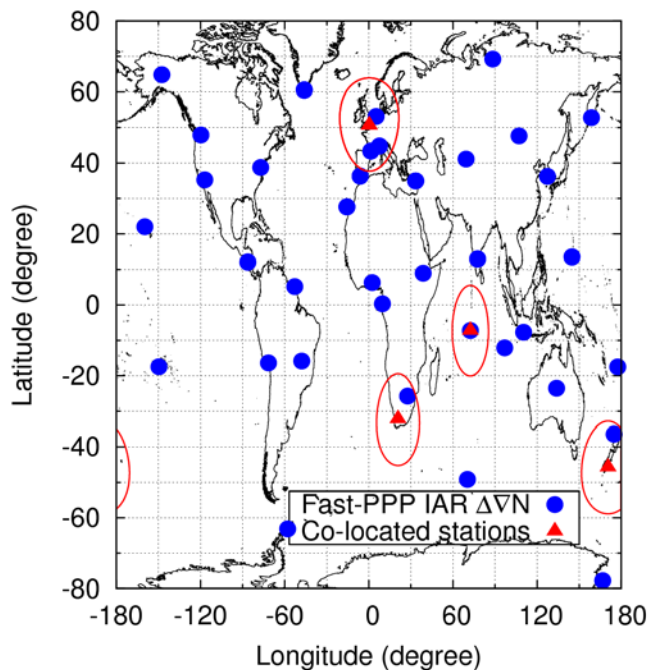 80
60
40
20
0
-20
-40
-60
-80
Latitude (degree)
Fast-PPP IAR Δ∇N
Co-located stations
-180 -120 -60 0 60 120 180
Longitude (degree)